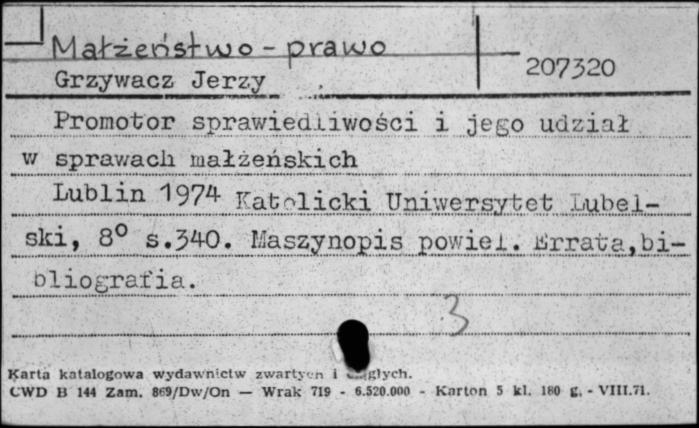 Małżeństwo - prawo
207320
Grzywacz Jerzy
Promotor sprawiedliwości i jego udział
w sprawach małżeńskich
Lublin 1974 Katolicki Uniwersytet Lubel-
ski, 8° s.340. Maszynopis powiel. Errata,bi-
bliografia.
3
Karta katalogowa wydawnictw zwartych i ciągłych.
CWD B 144 Zam. 869/Dw/On — Wrak 719 - 6.520.000 - Karton 5 kl. 180 g. - VIII.71.